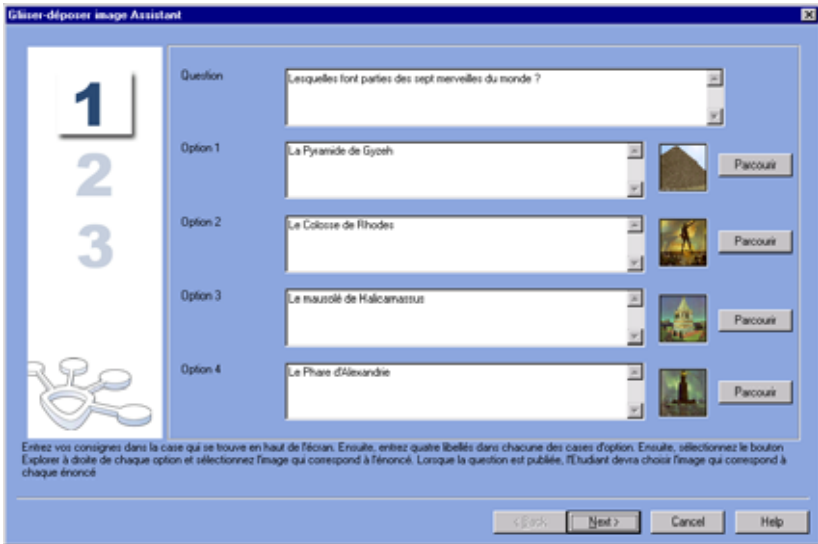 Gliiser-déposer image Assistant
1
2
3
Question
Lesquelles font parties des sept merveilles du monde ?
Option 1
La Pyramide de Gyzeh
Parcourir
Option 2
Le Colosse de Rhodes
Parcourir
Option 3
Le mausolé de Halicarnassus
Parcourir
Option 4
Le Phare d'Alexandrie
Parcourir
Entrez vos consignes dans la case qui se trouve en haut de l'écran. Ensuite, entrez quatre libellés dans chacune des cases d'option. Ensuite, sélectionnez le bouton
Explorer à droite de chaque option et sélectionnez l'image qui correspond à l'énoncé. Lorsque la question est publiée, l'Etudiant devra choisir l'image qui correspond à
chaque énoncé
< Back
Next >
Cancel
Help